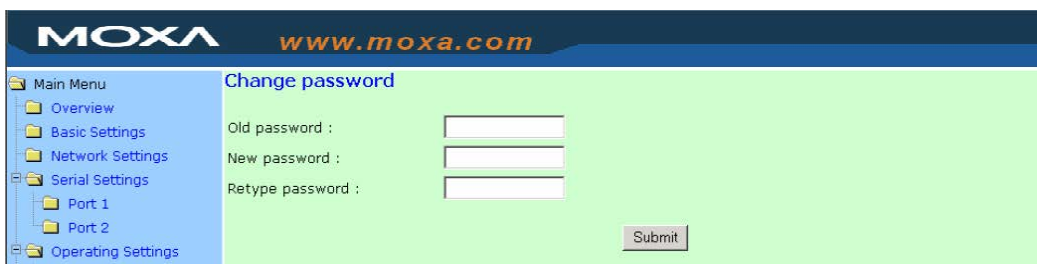 MOXA www.moxa.com
Main Menu
Overview
Basic Settings
Network Settings
Serial Settings
Port 1
Port 2
Operating Settings
Change password
Old password :
New password :
Retype password :
Submit